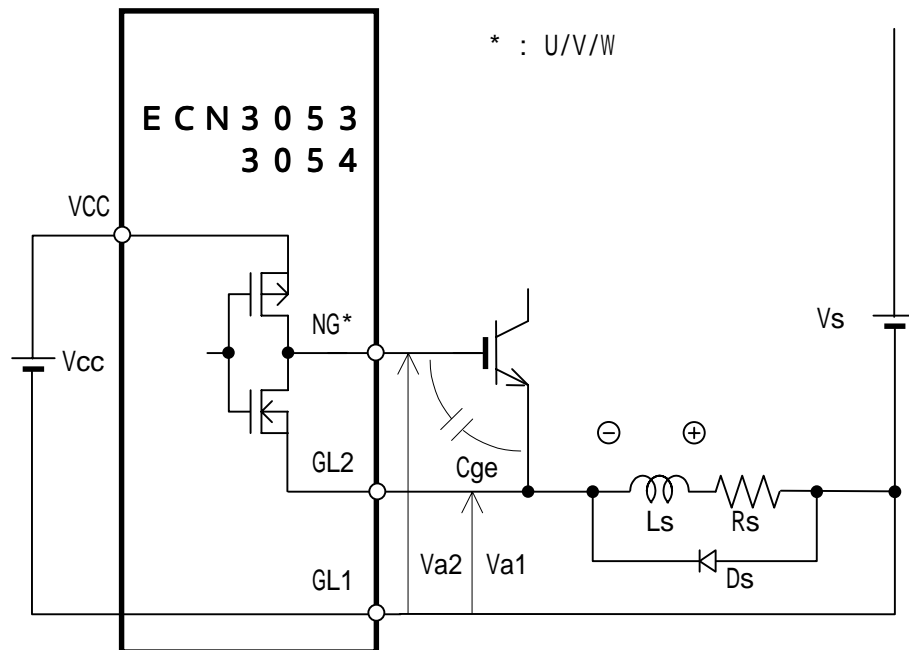 * : U/V/W
ECN3053
3054
VCC
NG*
Vs
Vcc
⊖ ⊕
GL2
Cge
Ls
Rs
GL1
Va2
Va1
Ds